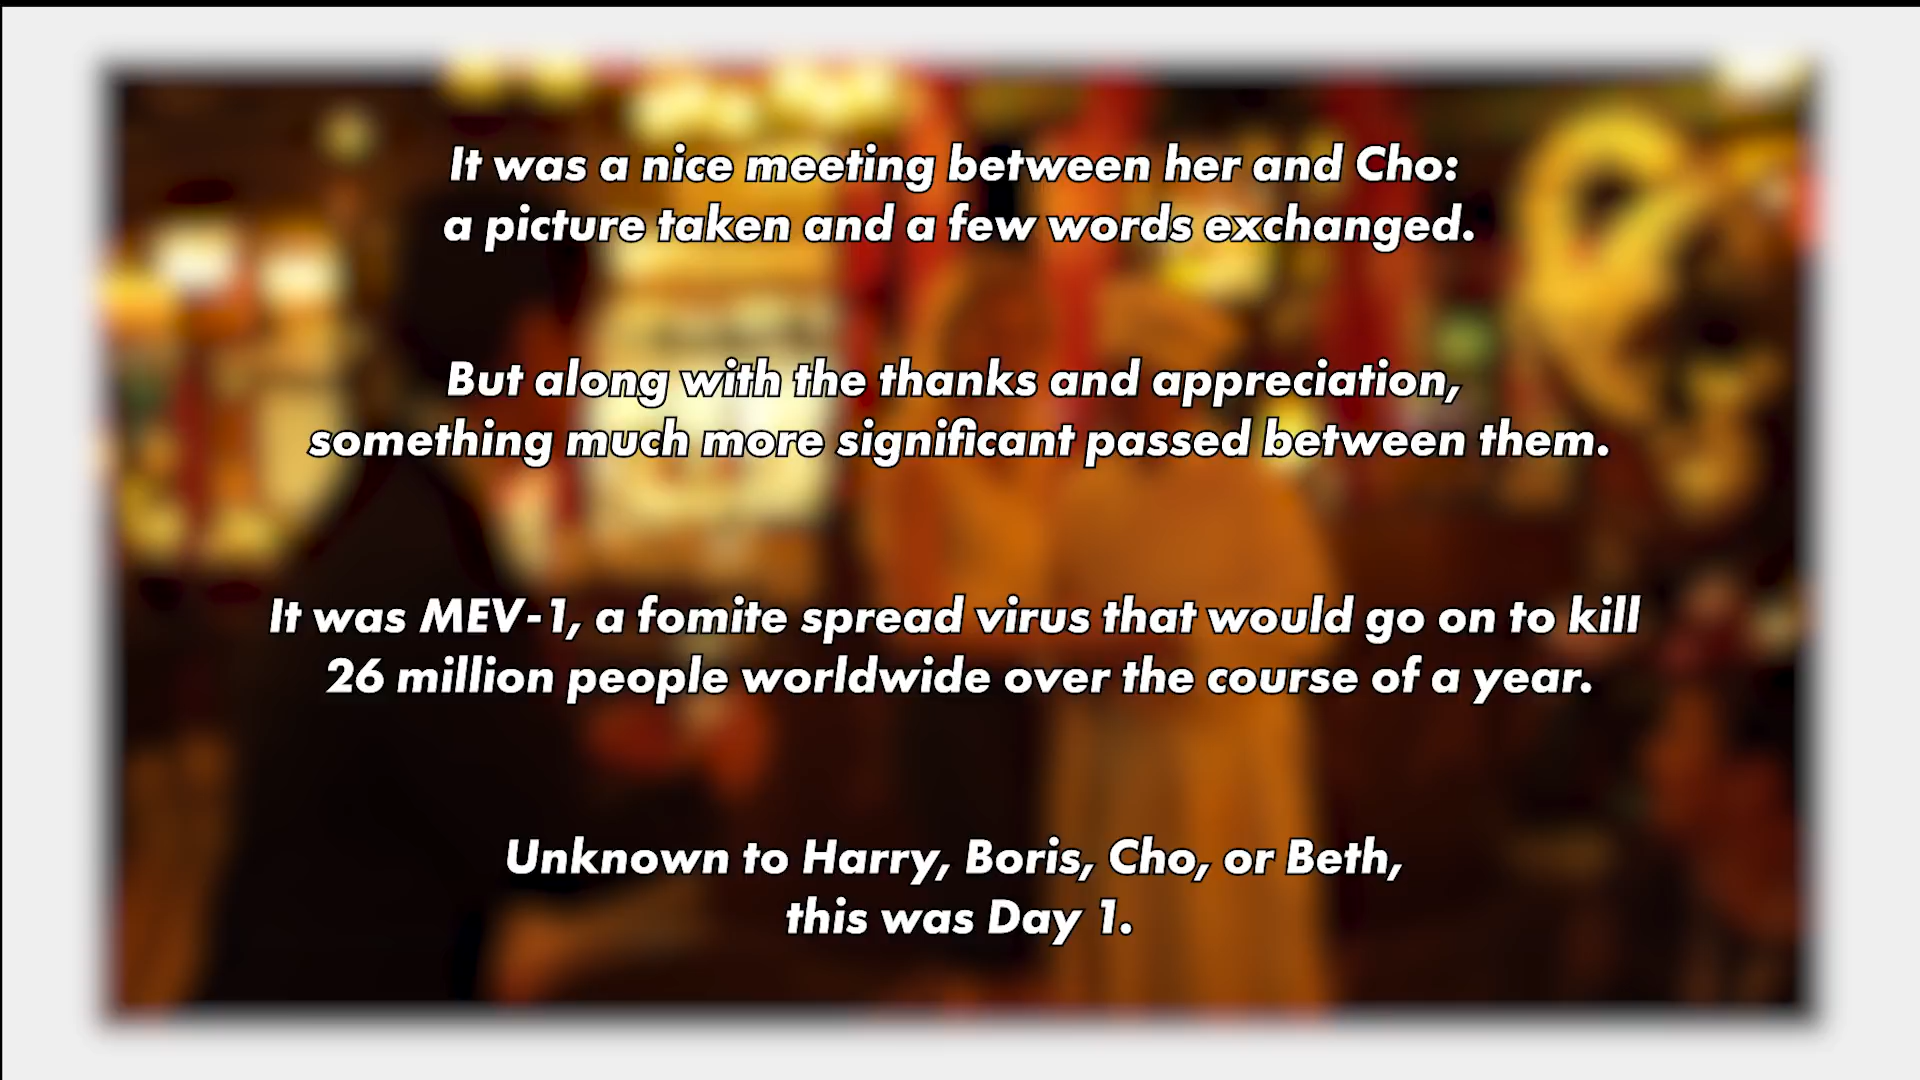 It was a nice meeting between her and Cho:
a picture taken and a few words exchanged.
But along with the thanks and appreciation,
something much more significant passed between them.
It was MEV-1, a fomite spread virus that would go on to kill
26 million people worldwide over the course of a year.
Unknown to Harry, Boris, Cho, or Beth,
this was Day 1.